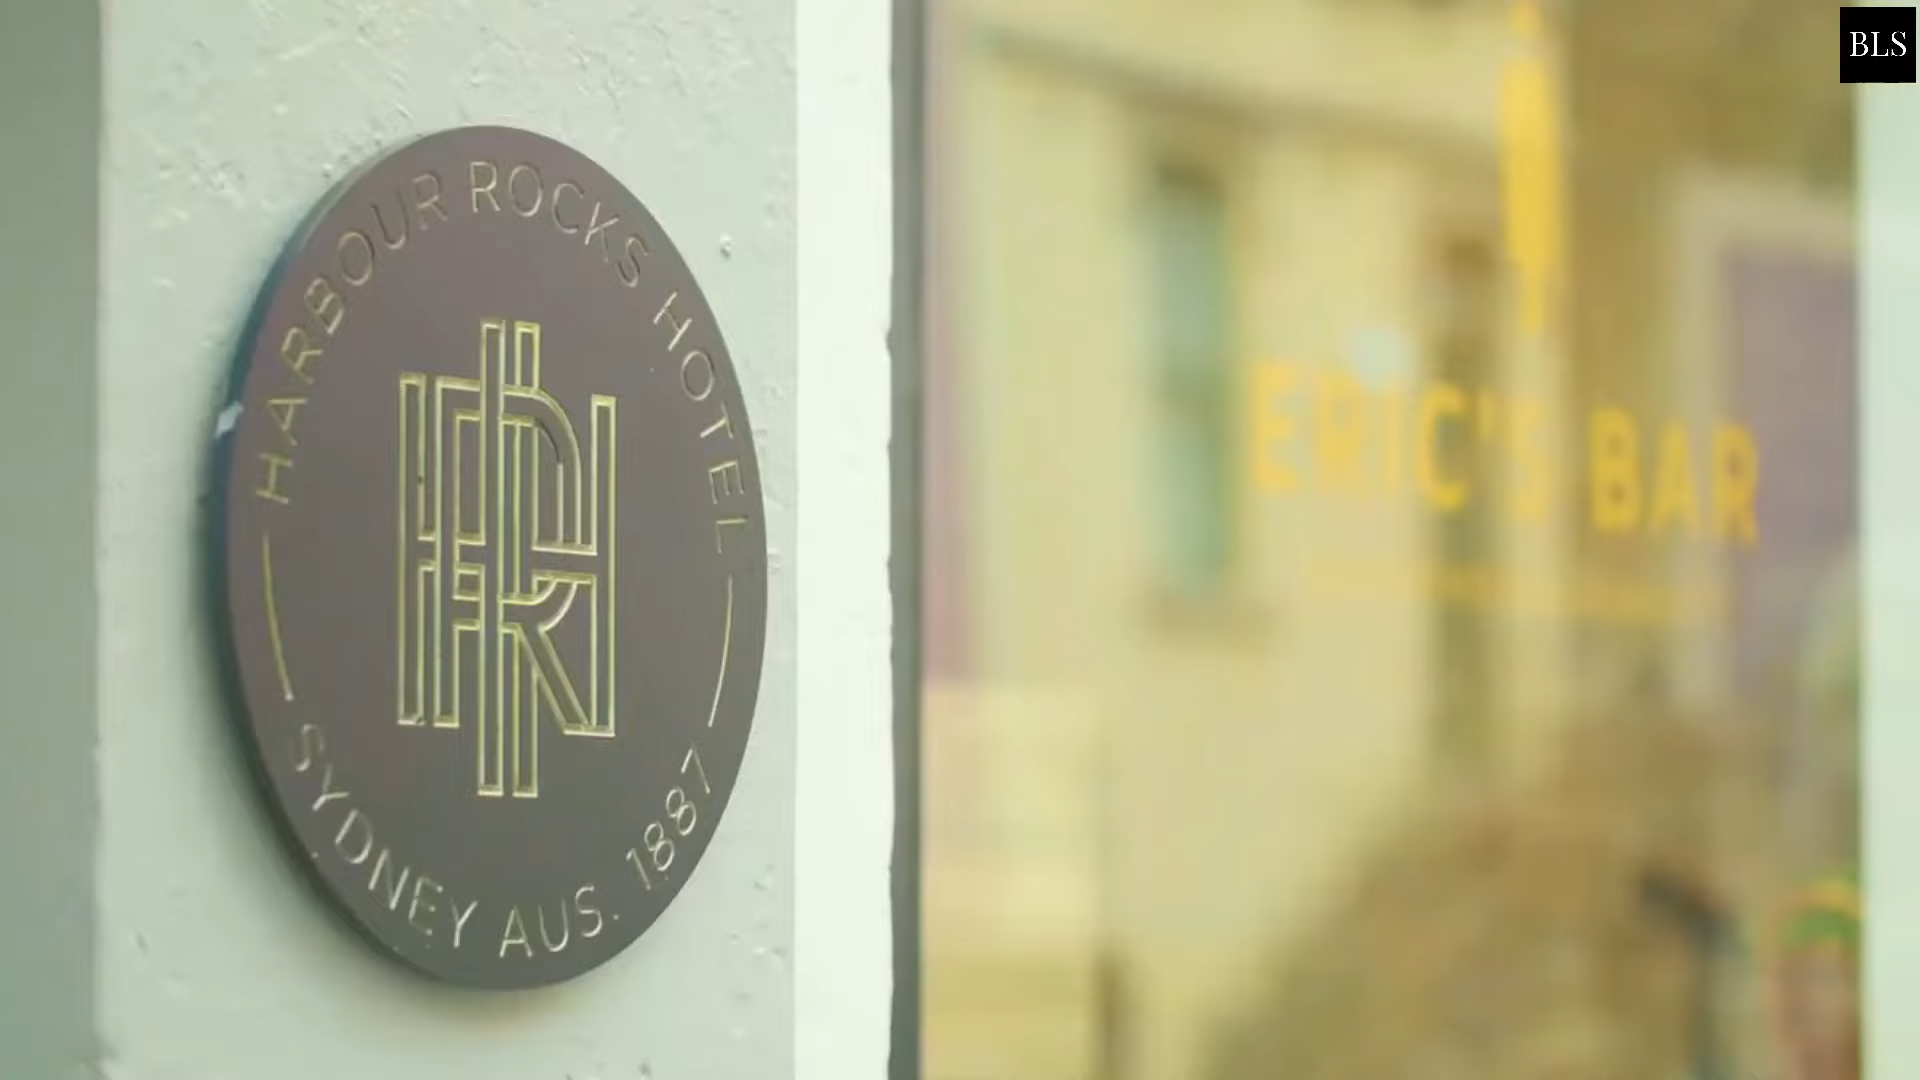 HARBOUR ROCKS HOTEL
HRH
SYDNEY AUS. 1887
ERIC'S BAR
BLS